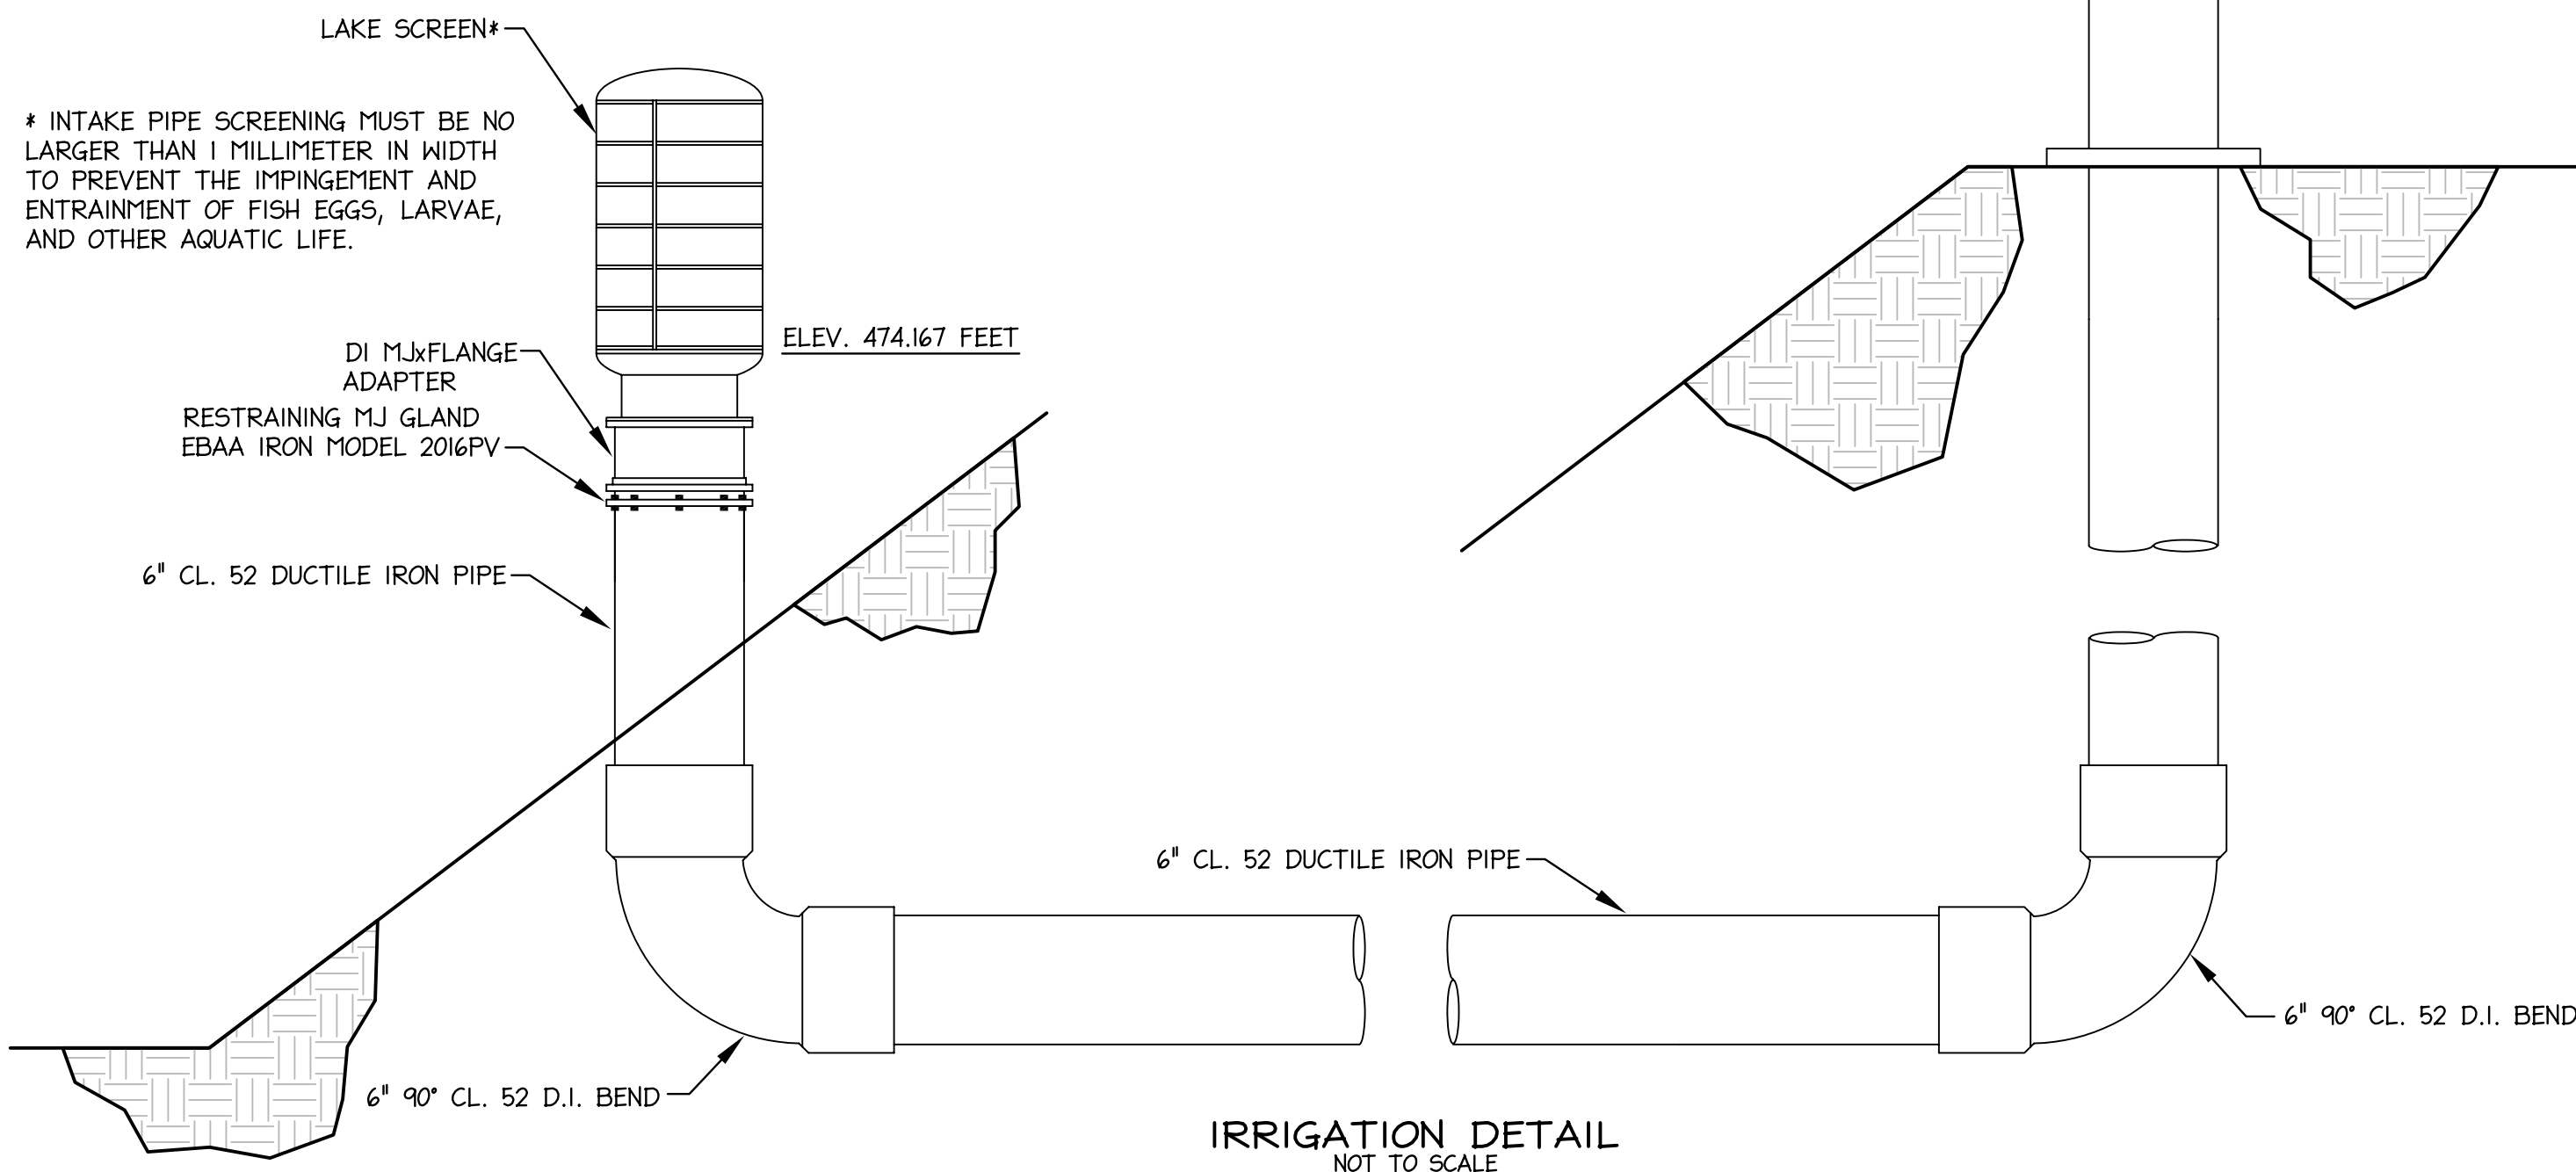 LAKE SCREEN*
* INTAKE PIPE SCREENING MUST BE NO
LARGER THAN 1 MILLIMETER IN WIDTH
TO PREVENT THE IMPINGEMENT AND
ENTRAINMENT OF FISH EGGS, LARVAE,
AND OTHER AQUATIC LIFE.
ELEV. 474.167 FEET
DI MJxFLANGE
ADAPTER
RESTRAINING MJ GLAND
EBAA IRON MODEL 2016PV
6" CL. 52 DUCTILE IRON PIPE
6" CL. 52 DUCTILE IRON PIPE
6" 90° CL. 52 D.I. BEND
6" 90° CL. 52 D.I. BEND
IRRIGATION DETAIL
NOT TO SCALE